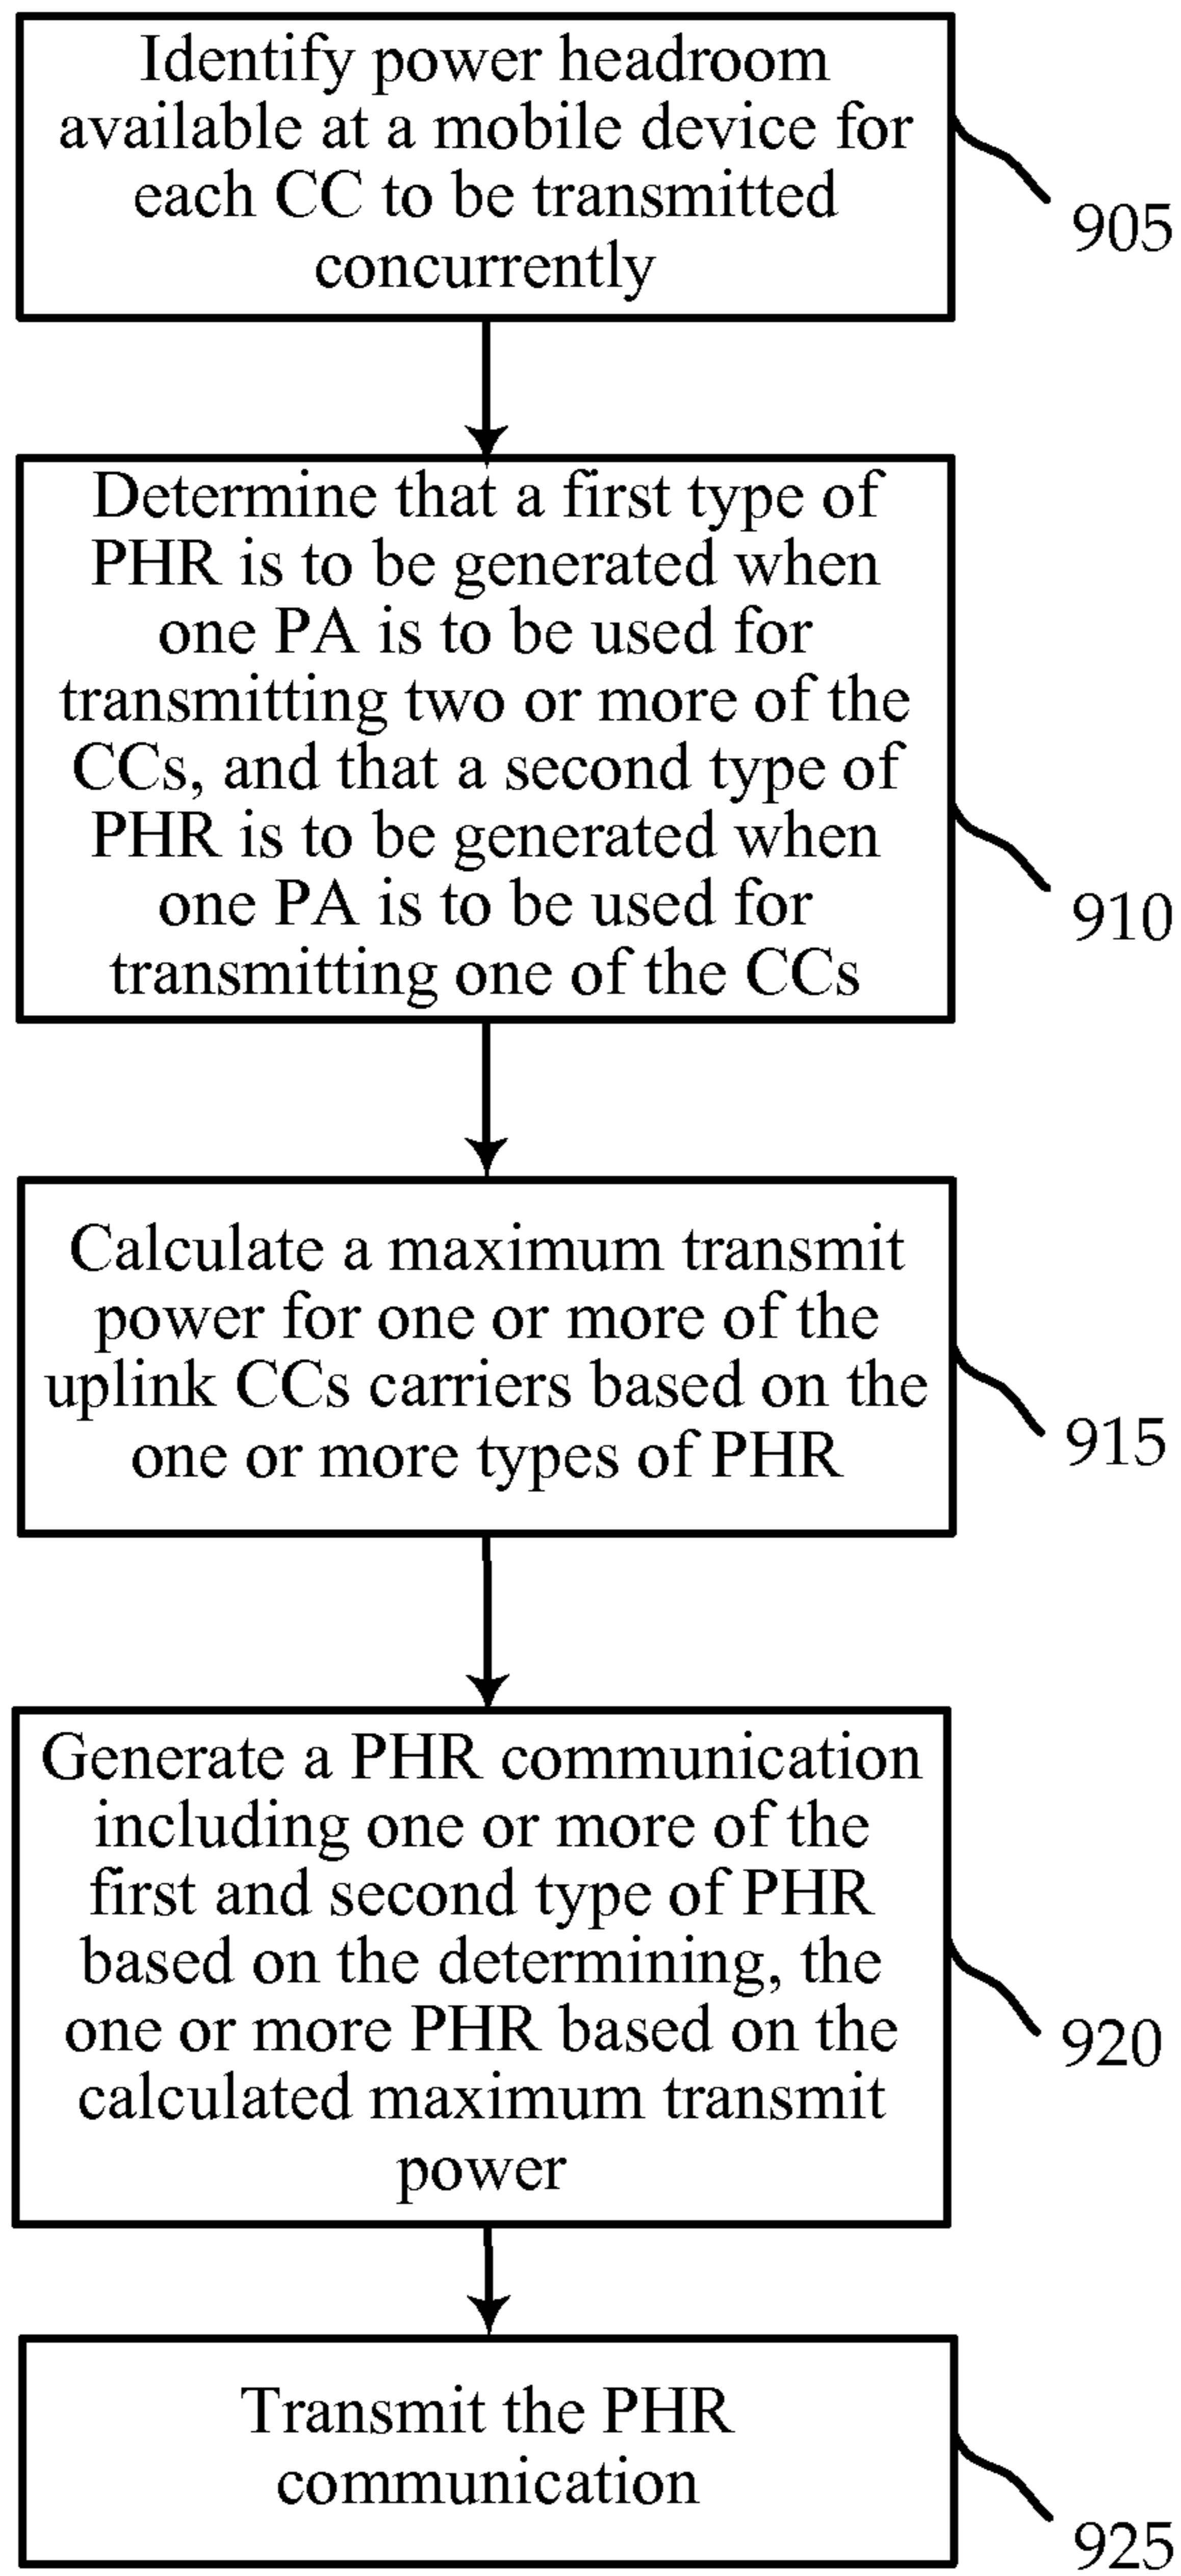 Identify power headroom
available at a mobile device for
each CC to be transmitted
concurrently
905
Determine that a first type of
PHR is to be generated when
one PA is to be used for
transmitting two or more of the
CCs, and that a second type of
PHR is to be generated when
one PA is to be used for
transmitting one of the CCs
910
Calculate a maximum transmit
power for one or more of the
uplink CCs carriers based on the
one or more types of PHR
915
Generate a PHR communication
including one or more of the
first and second type of PHR
based on the determining, the
one or more PHR based on the
calculated maximum transmit
power
920
Transmit the PHR
communication
925